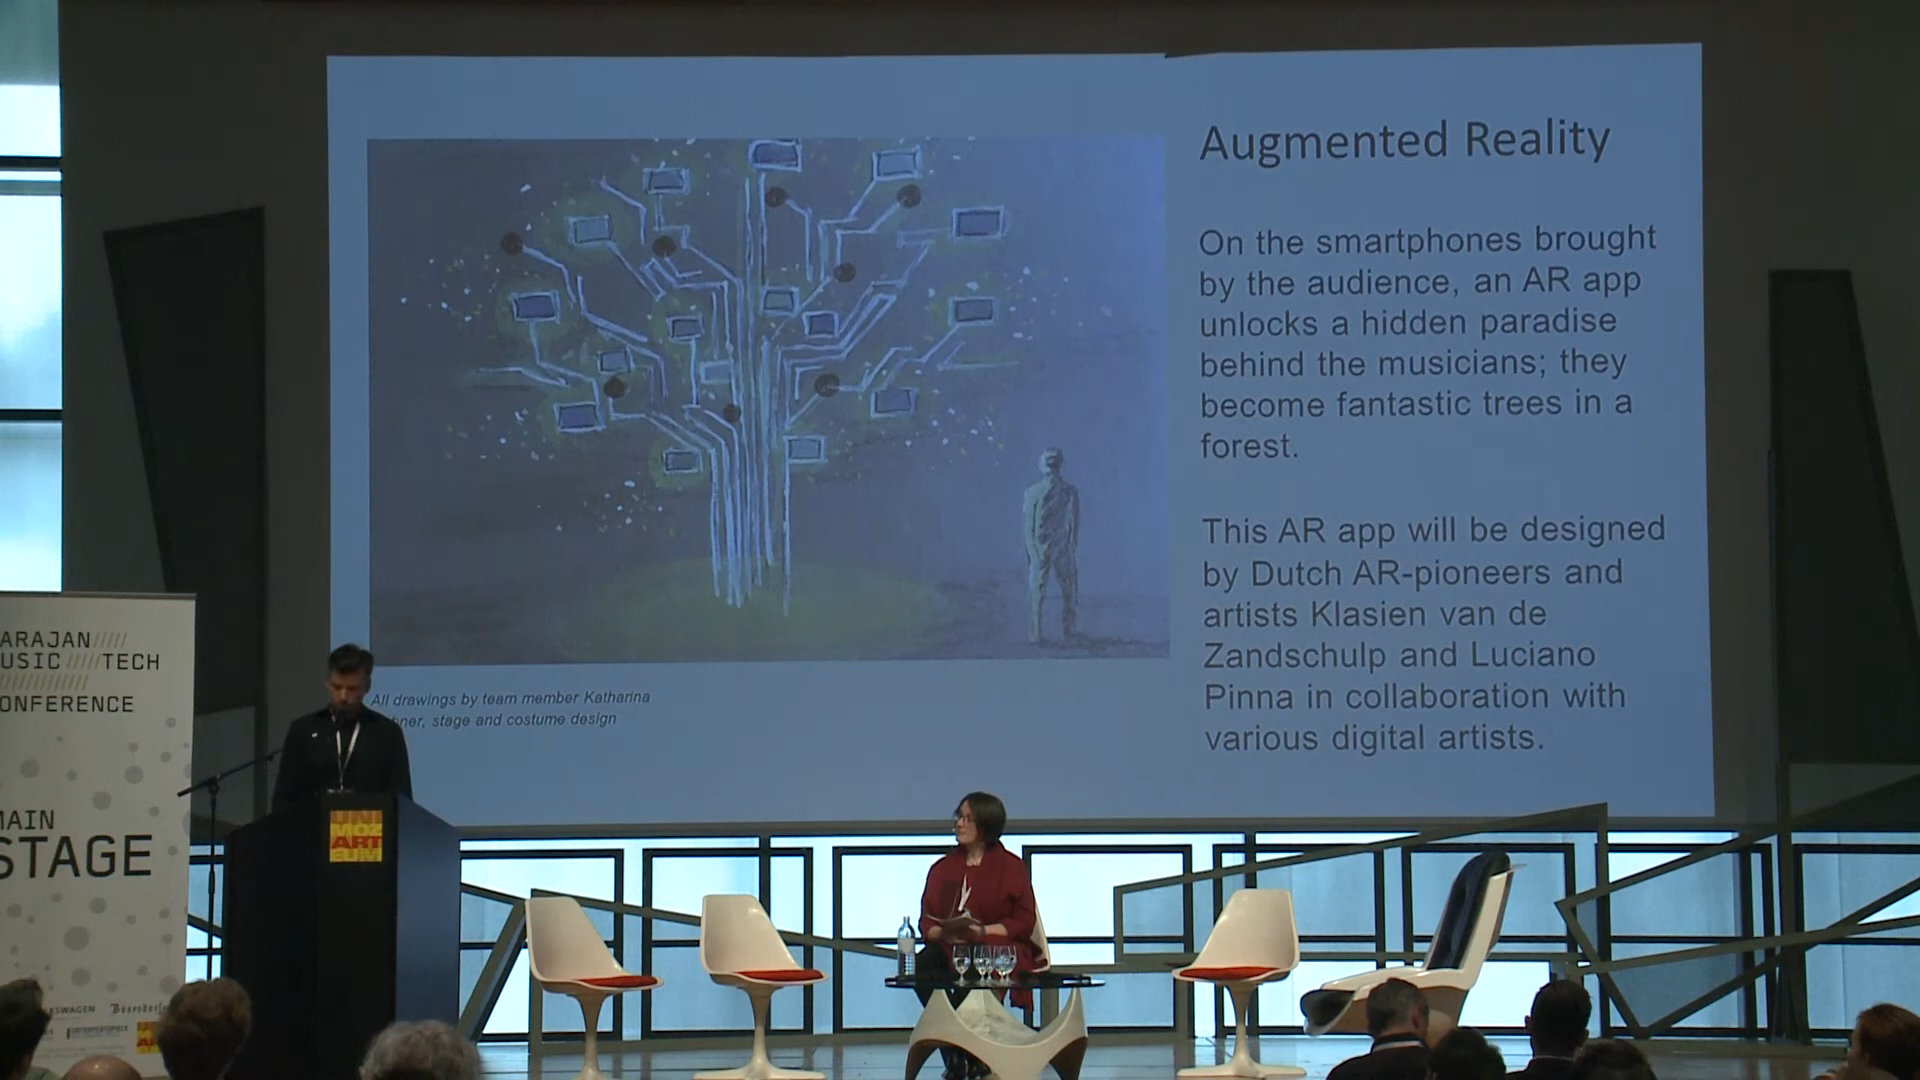 Augmented Reality
On the smartphones brought
by the audience, an AR app
unlocks a hidden paradise
behind the musicians; they
become fantastic trees in a
forest.
This AR app will be designed
by Dutch AR-pioneers and
artists Klasien van de
Zandschulp and Luciano
Pinna in collaboration with
various digital artists.
All drawings by team member Katharina
hner, stage and costume design
ARAJAN/////
USIC/////TECH
/////////////
ONFERENCE
MAIN
STAGE
UNI
MOZ
ART
EUM